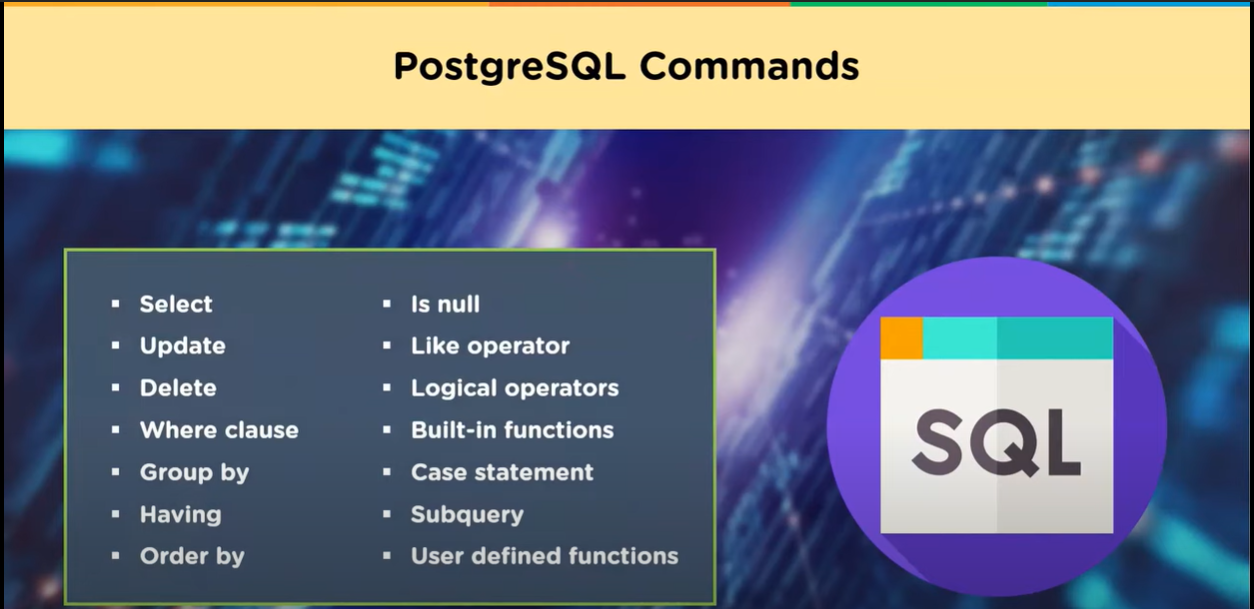 PostgreSQL Commands
Select
Update
Delete
Where clause
Group by
Having
Order by
Is null
Like operator
Logical operators
Built-in functions
Case statement
Subquery
User defined functions
SQL